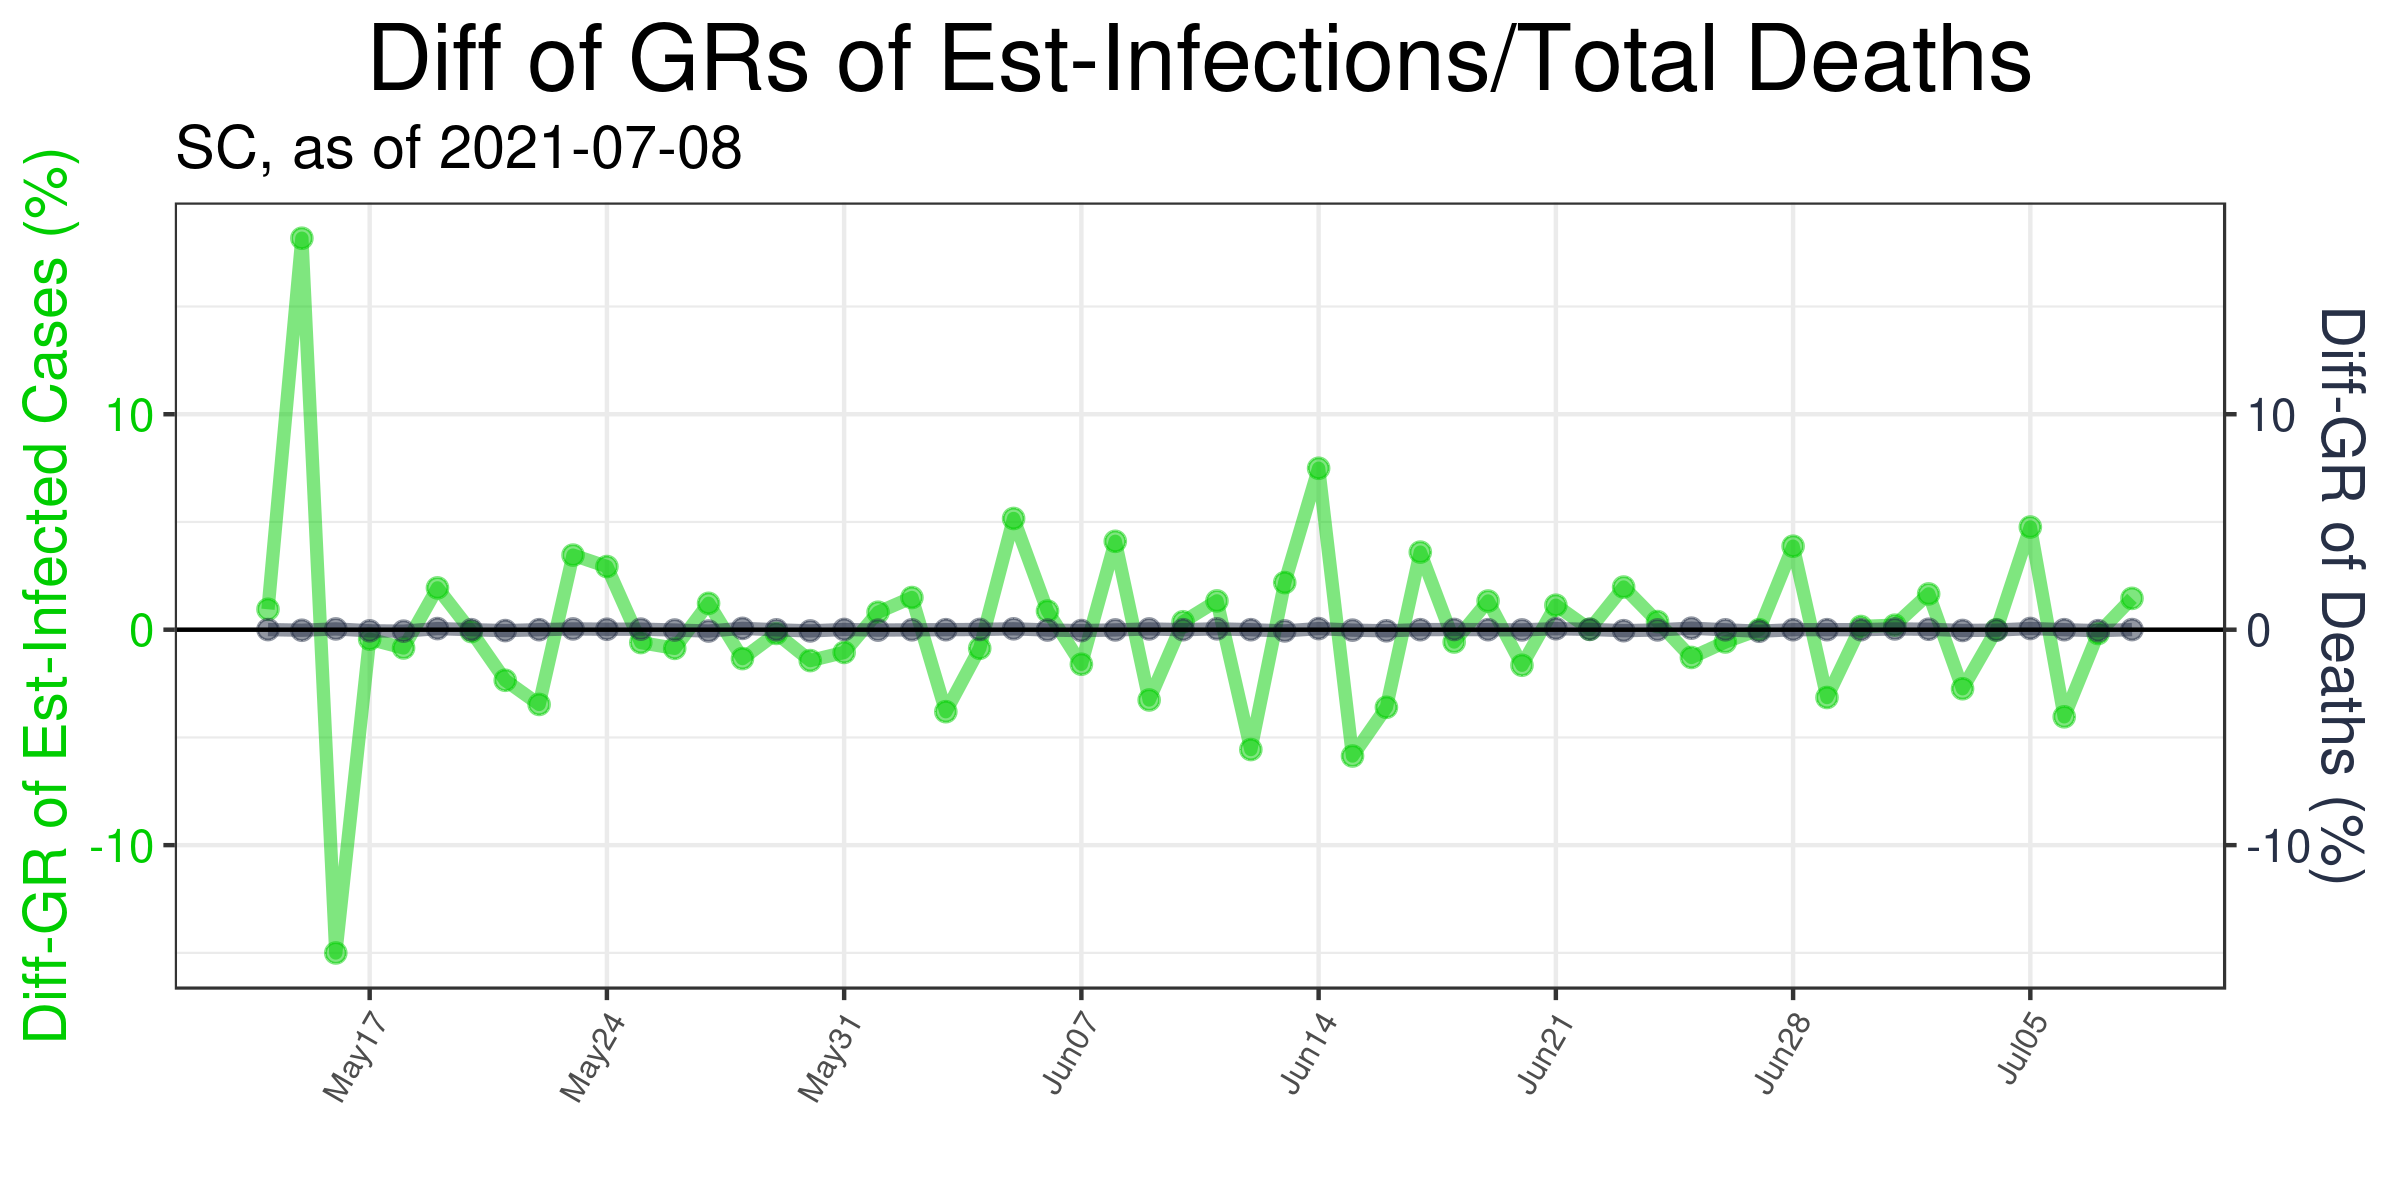 Diff of GRs of Est-Infections/Total Deaths
SC, as of 2021-07-08
Diff-GR of Est-Infected Cases (%)
10
0
-10
10
0
-10
Diff-GR of Deaths (%)
May17
May24
May31
Jun07
Jun14
Jun21
Jun28
Jul05